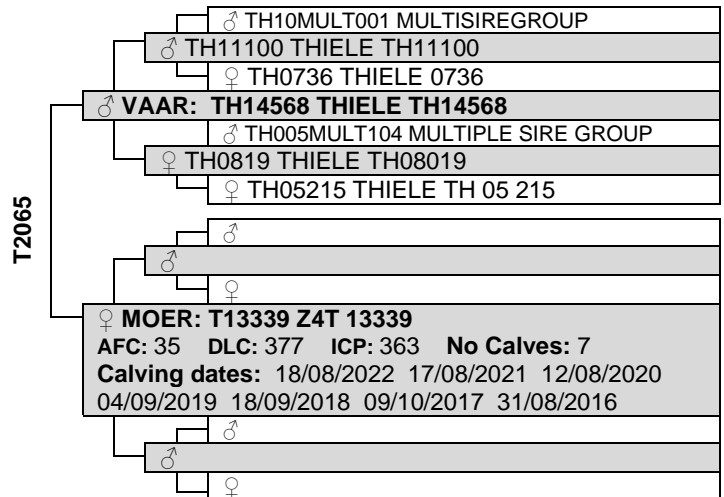 ♂ TH10MULT001 MULTISIREGROUP
♂ TH11100 THIELE TH11100
♀ TH0736 THIELE 0736
♂ VAAR: TH14568 THIELE TH14568
♂ TH005MULT104 MULTIPLE SIRE GROUP
♀ TH0819 THIELE TH08019
♀ TH05215 THIELE TH 05 215
T2065
♂
♂
♀
♀ MOER: T13339 Z4T 13339
AFC: 35 DLC: 377 ICP: 363 No Calves: 7
Calving dates: 18/08/2022 17/08/2021 12/08/2020
04/09/2019 18/09/2018 09/10/2017 31/08/2016
♂
♂
♀